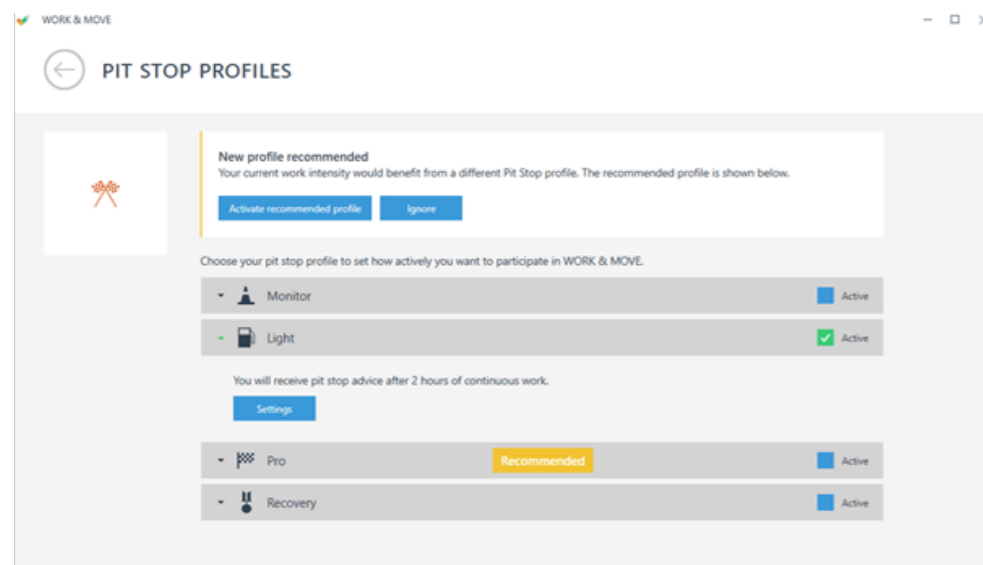 WORK & MOVE
PIT STOP PROFILES
New profile recommended
Your current work intensity would benefit from a different Pit Stop profile. The recommended profile is shown below.
Activate recommended profile
Ignore
Choose your pit stop profile to set how actively you want to participate in WORK & MOVE.
Monitor
Active
Light
Active
You will receive pit stop advice after 2 hours of continuous work.
Settings
Pro
Recommended
Active
Recovery
Active